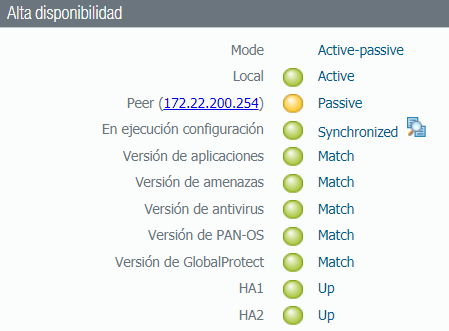 Alta disponibilidad
Mode Active-passive
Local Active
Peer (172.22.200.254) Passive
En ejecución configuración Synchronized
Versión de aplicaciones Match
Versión de amenazas Match
Versión de antivirus Match
Versión de PAN-OS Match
Versión de GlobalProtect Match
HA1 Up
HA2 Up